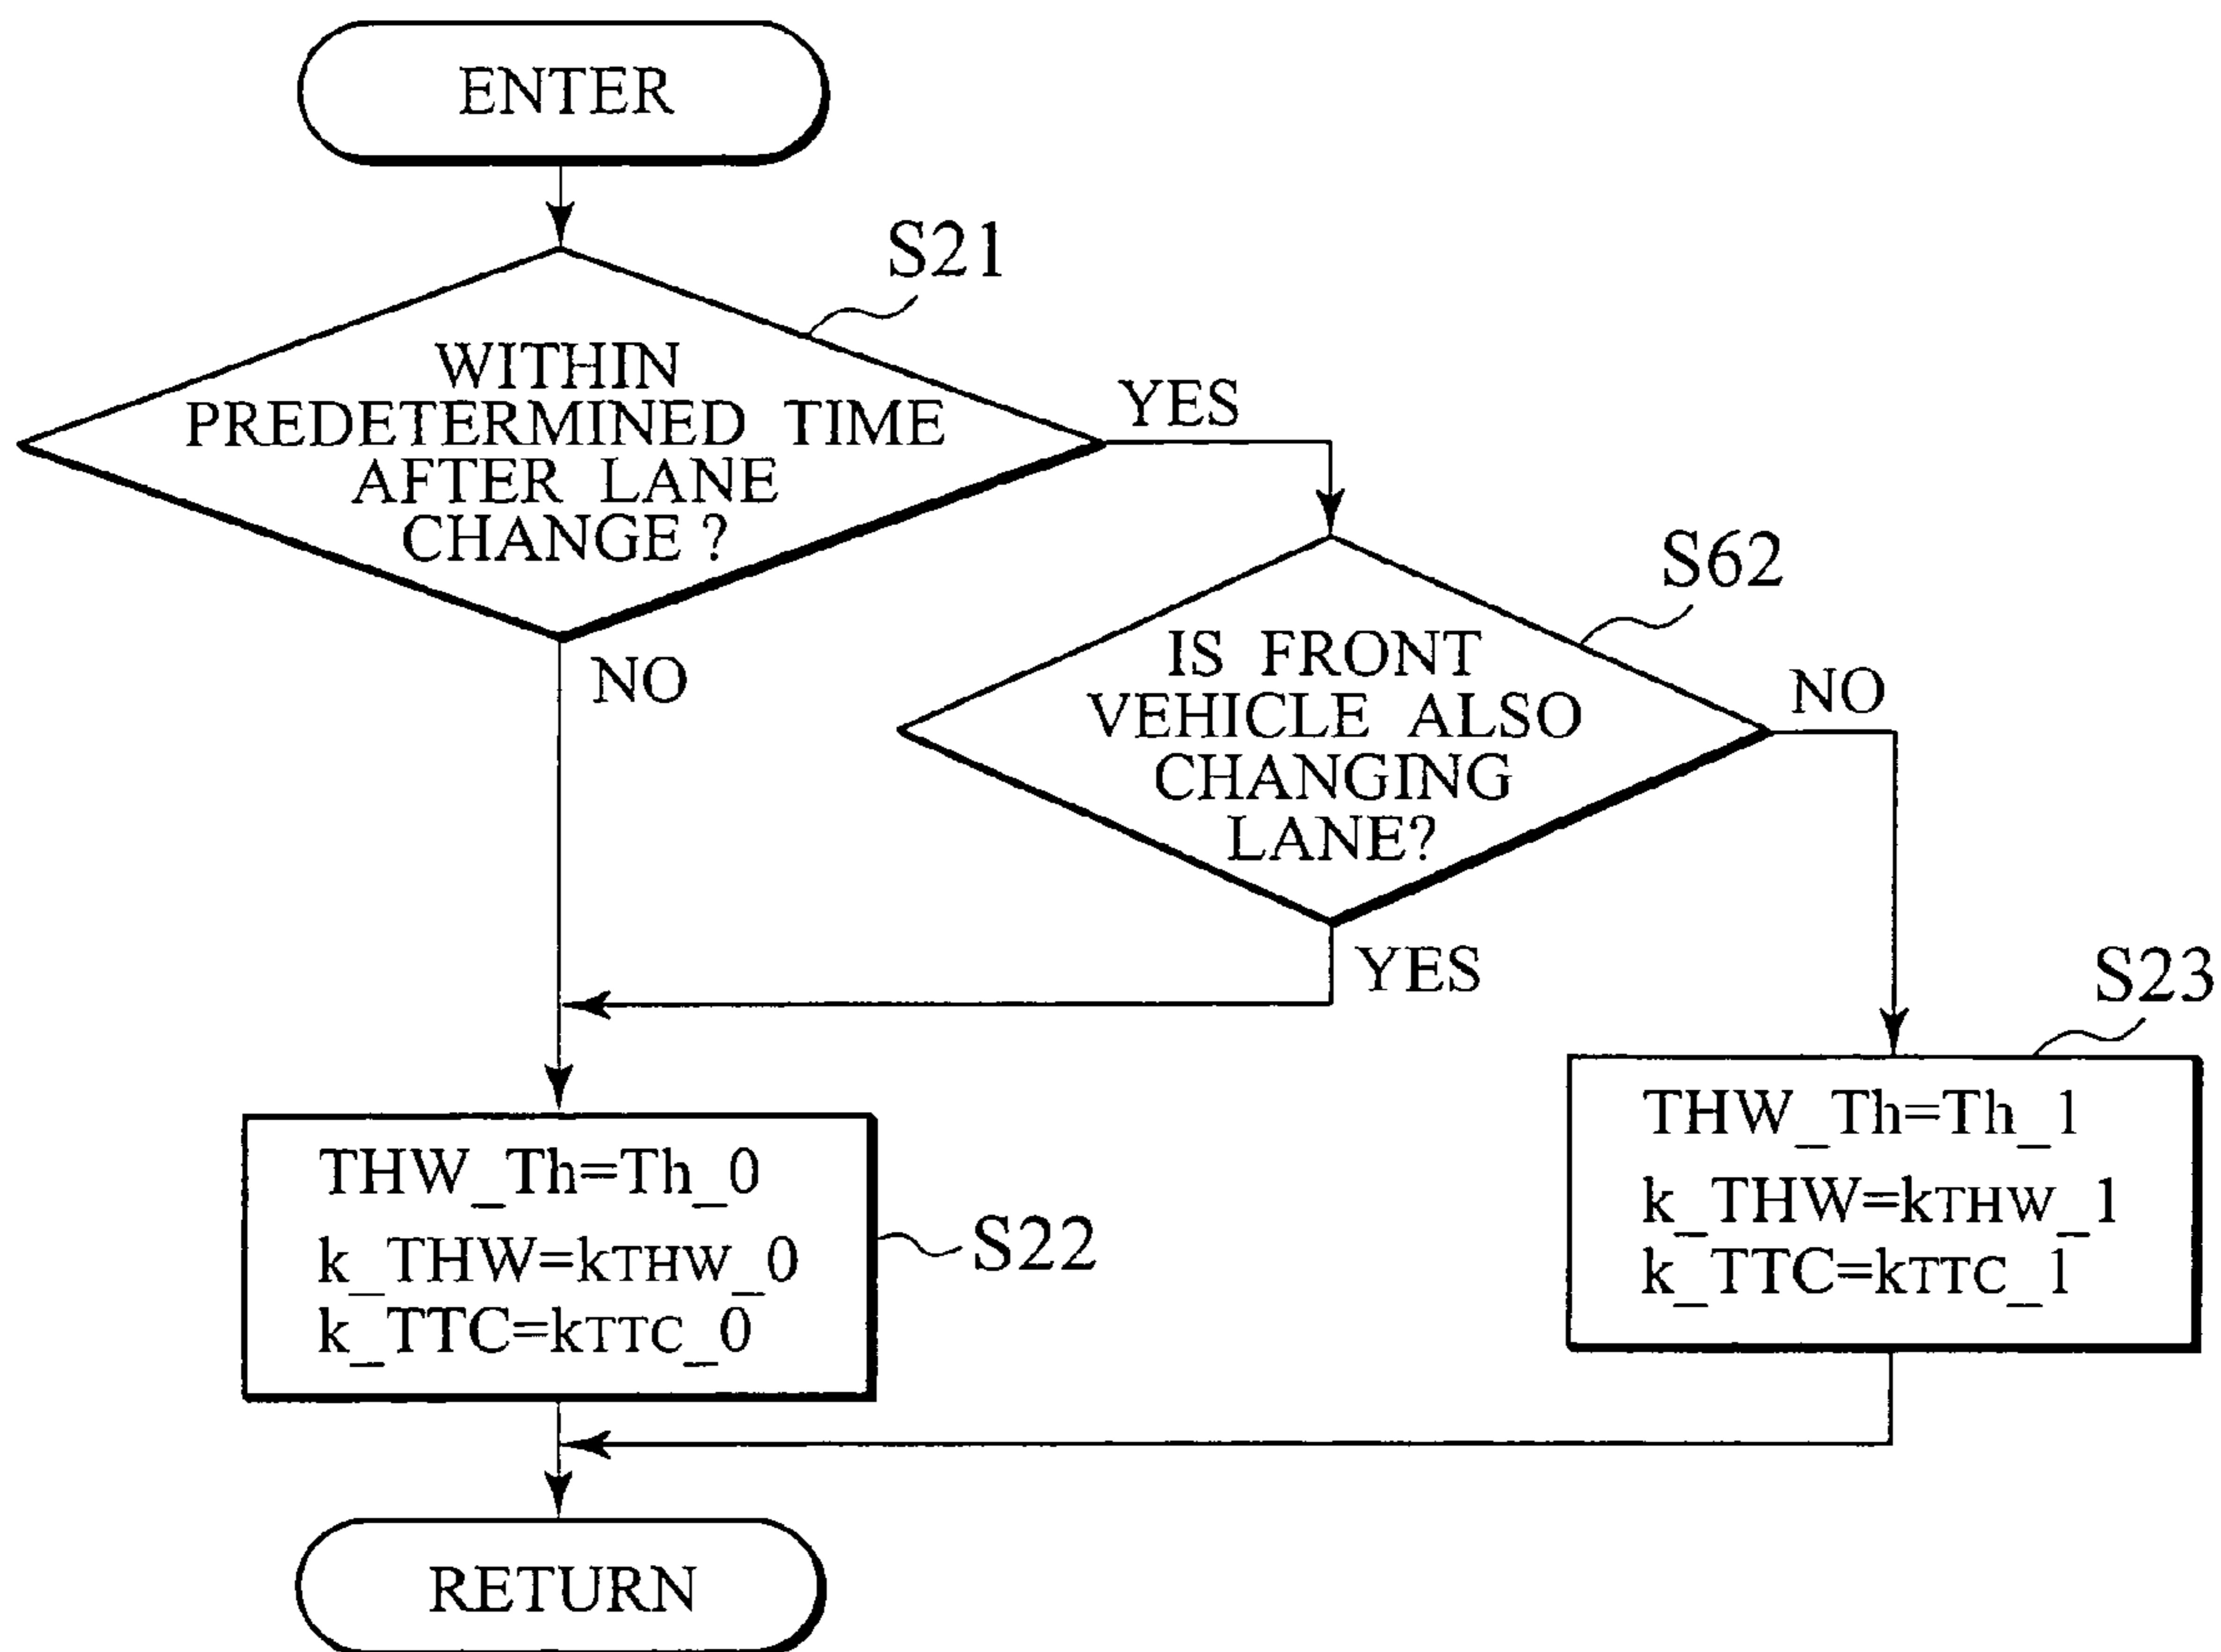 ENTER
S21
WITHIN
PREDETERMINED TIME
AFTER LANE
CHANGE ?
YES
NO
S62
IS FRONT
VEHICLE ALSO
CHANGING
LANE?
NO
YES
S23
THW_Th=Th_1
k_THW=kTHW_1
k_TTC=kTTC_1
THW_Th=Th_0
k_THW=kTHW_0
k_TTC=kTTC_0
S22
RETURN